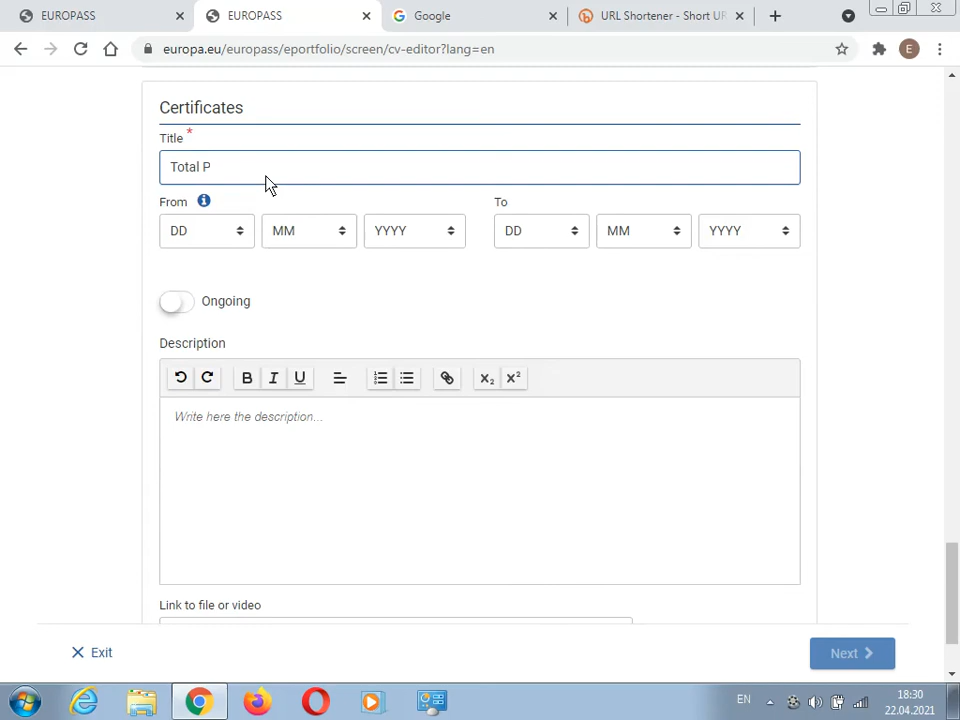 EUROPASS
EUROPASS
Google
URL Shortener - Short UR
europa.eu/europass/eportfolio/screen/cv-editor?lang=en
E
Certificates
Title *
Total P
From
To
DD MM YYYY
DD MM YYYY
Ongoing
Description
B I U
X₂ X²
Write here the description...
Link to file or video
Exit
Next
EN
18:30
22.04.2021